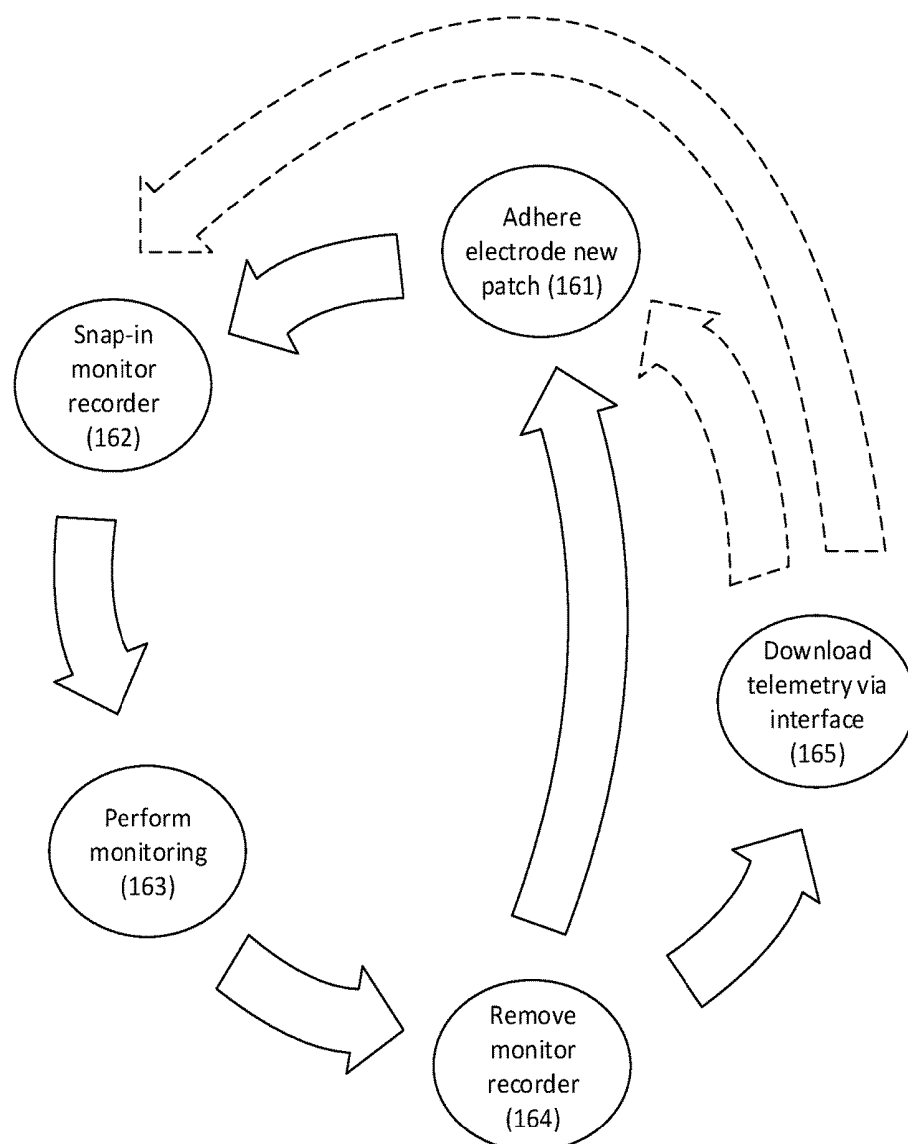 Adhere
electrode new
patch (161)
Snap-in
monitor
recorder
(162)
Perform
monitoring
(163)
Remove
monitor
recorder
(164)
Download
telemetry via
interface
(165)